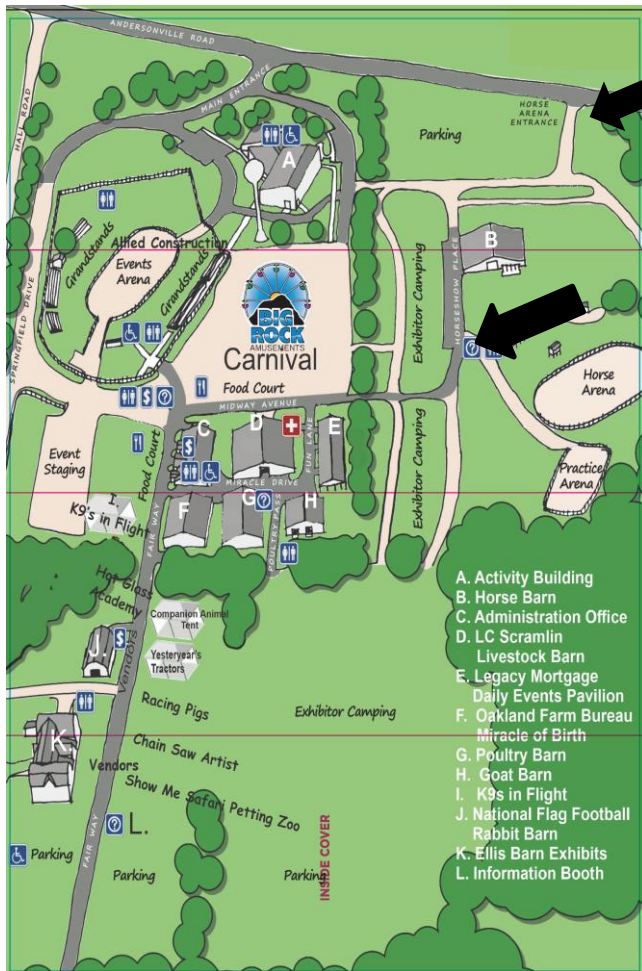 ANDERSONVILLE ROAD
HALL ROAD
MAIN ENTRANCE
HORSE
ARENA
ENTRANCE
Parking
A
B
HORSESHOW PLACE
Exhibitor Camping
Allied Construction
Grandstands
Events
Arena
Grandstands
SPRINGFIELD DRIVE
BIG
ROCK
AMUSEMENTS
Carnival
Food Court
MIDWAY AVENUE
Horse
Arena
Practice
Arena
Event
Staging
Food Court
$ ?
?
C
$
D
E
FUN LANE
MIRACLE DRIVE
Exhibitor Camping
I.
K9's in Flight
FAIR WAY
F
G
?
H
POULTRY PASS
Hot Glass
Academy
Companion Animal
Tent
Yesteryear's
Tractors
J.
$
Vendors
Racing Pigs
Exhibitor Camping
K.
Vendors
Chain Saw Artist
Show Me Safari Petting Zoo
? L.
FAIR WAY
Parking
Parking
Parking
INSIDE COVER
A. Activity Building
B. Horse Barn
C. Administration Office
D. LC Scramlin
Livestock Barn
E. Legacy Mortgage
Daily Events Pavilion
F. Oakland Farm Bureau
Miracle of Birth
G. Poultry Barn
H. Goat Barn
I. K9s in Flight
J. National Flag Football
Rabbit Barn
K. Ellis Barn Exhibits
L. Information Booth